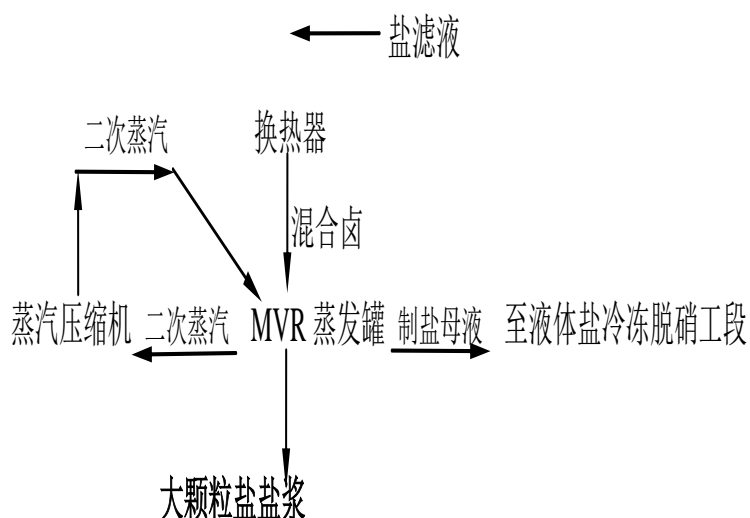 盐滤液
二次蒸汽
换热器
混合卤
蒸汽压缩机
二次蒸汽
MVR 蒸发罐
制盐母液
至液体盐冷冻脱硝工段
大颗粒盐盐浆